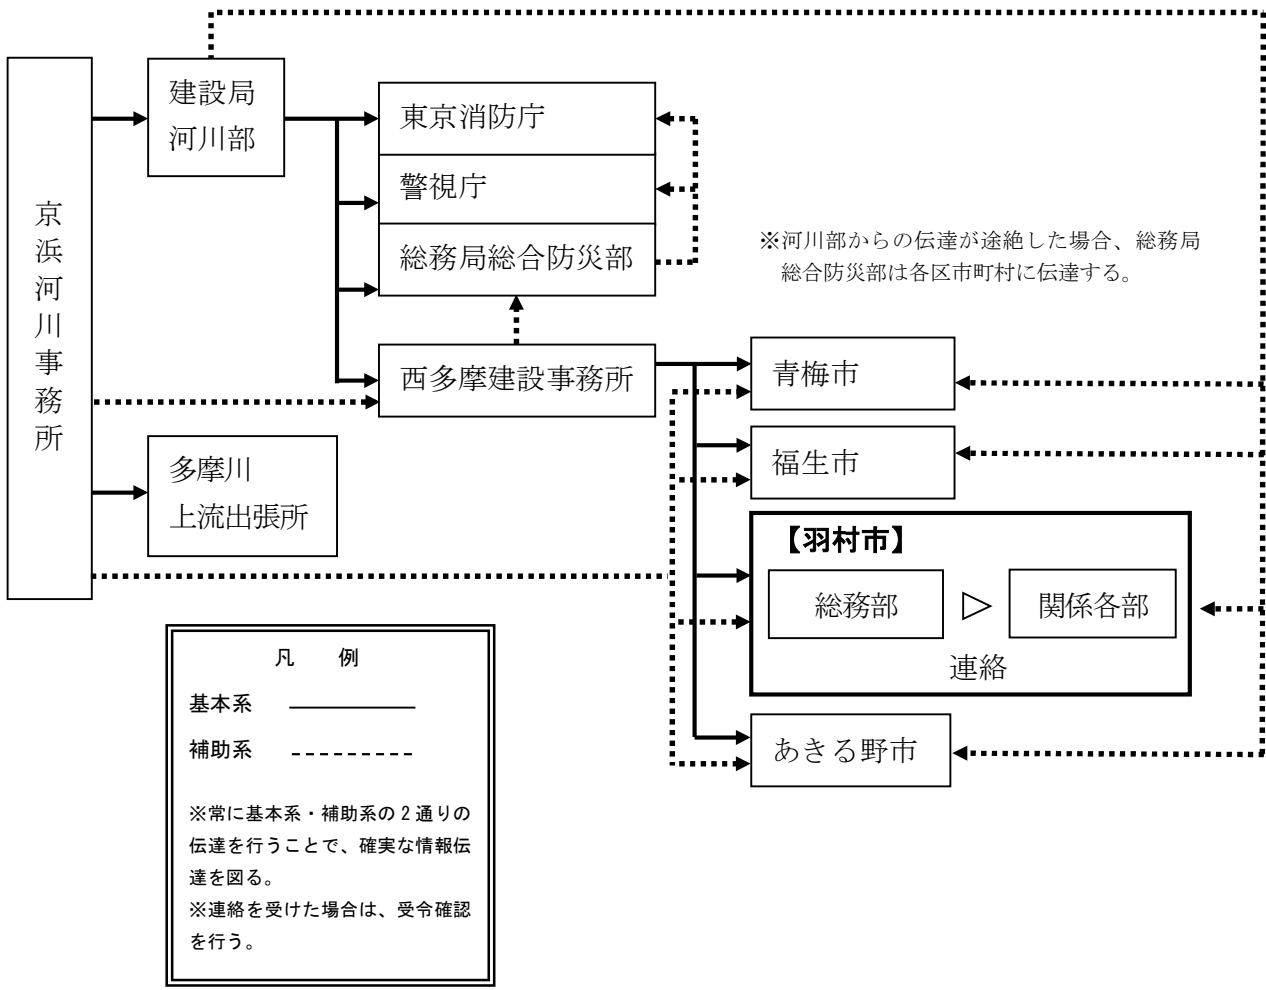 京浜河川事務所
建設局
河川部
東京消防庁
警視庁
総務局総合防災部
※河川部からの伝達が途絶した場合、総務局
総合防災部は各区市町村に伝達する。
西多摩建設事務所
青梅市
福生市
多摩川
上流出張所
【羽村市】
総務部
関係各部
連絡
あきる野市
凡 例
基本系
補助系
※常に基本系・補助系の2通りの
伝達を行うことで、確実な情報伝
達を図る。
※連絡を受けた場合は、受令確認
を行う。